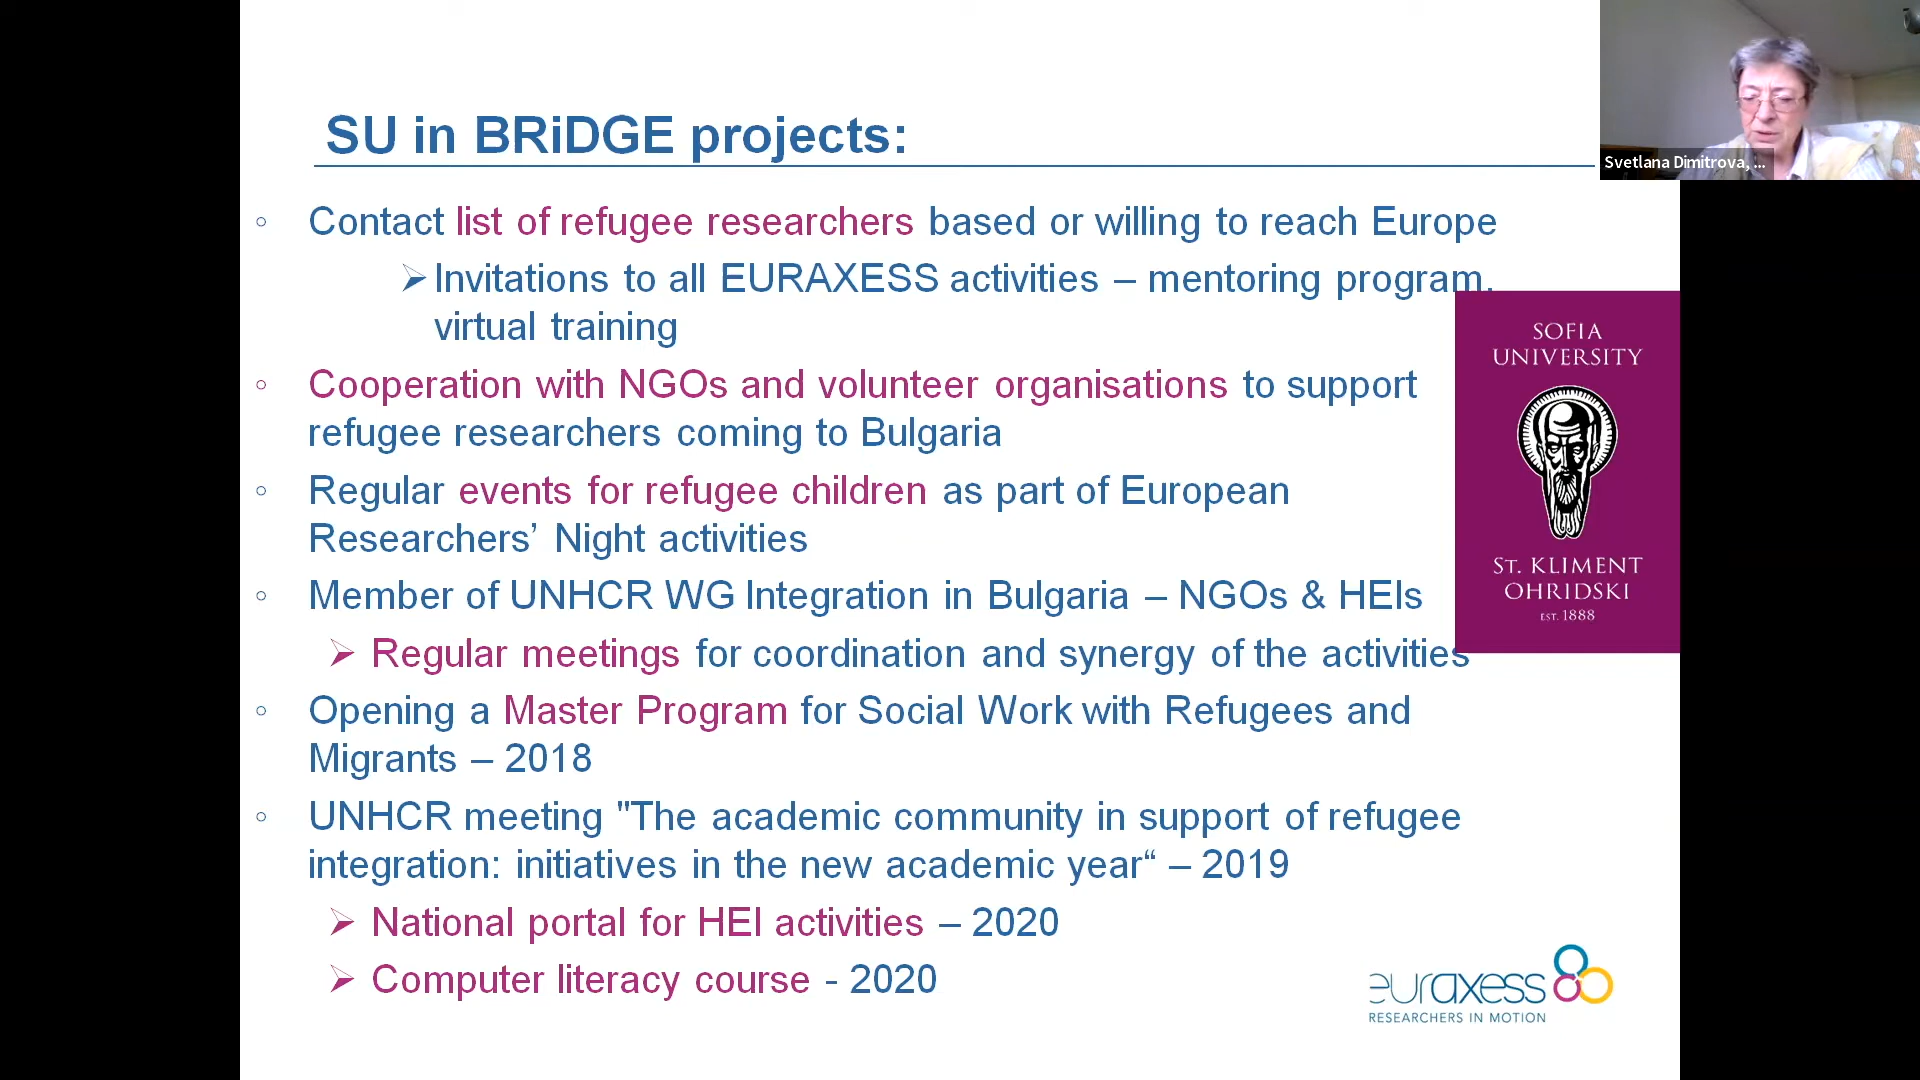 SU in BRiDGE projects:
Svetlana Dimitrova, ...
Contact list of refugee researchers based or willing to reach Europe
Invitations to all EURAXESS activities – mentoring program,
virtual training
Cooperation with NGOs and volunteer organisations to support
refugee researchers coming to Bulgaria
Regular events for refugee children as part of European
Researchers’ Night activities
Member of UNHCR WG Integration in Bulgaria – NGOs & HEIs
Regular meetings for coordination and synergy of the activities
Opening a Master Program for Social Work with Refugees and
Migrants – 2018
UNHCR meeting "The academic community in support of refugee
integration: initiatives in the new academic year“ – 2019
National portal for HEI activities – 2020
Computer literacy course - 2020
SOFIA
UNIVERSITY
ST. KLIMENT
OHRIDSKI
EST. 1888
euraxess
RESEARCHERS IN MOTION